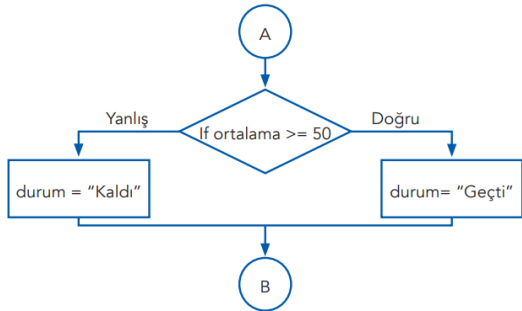 A
Yanlış
Doğru
If ortalama >= 50
durum = “Kaldı”
durum= “Geçti”
B